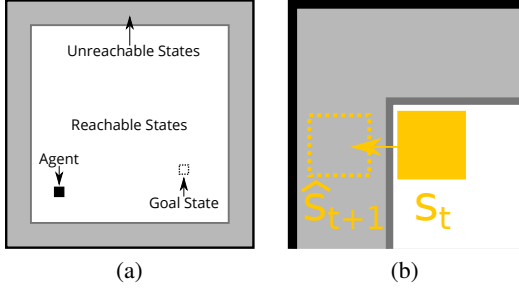 Unreachable States
Reachable States
Agent
Goal State
ŝt+1
st
(a)
(b)